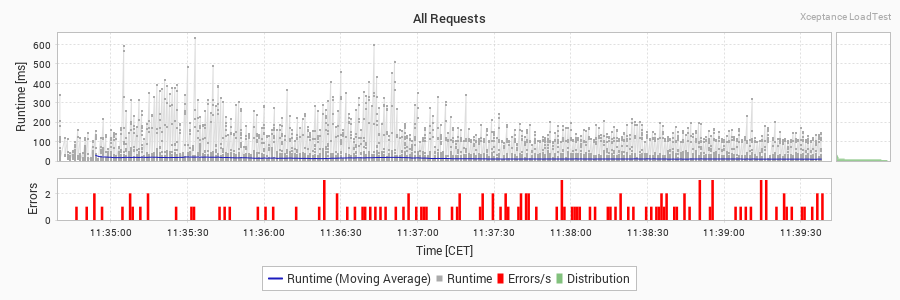 All Requests
Xceptance LoadTest
Runtime [ms]
600
500
400
300
200
100
0
Errors
2
0
11:35:00 11:35:30 11:36:00 11:36:30 11:37:00 11:37:30 11:38:00 11:38:30 11:39:00 11:39:30
Time [CET]
Runtime (Moving Average) Runtime Errors/s Distribution